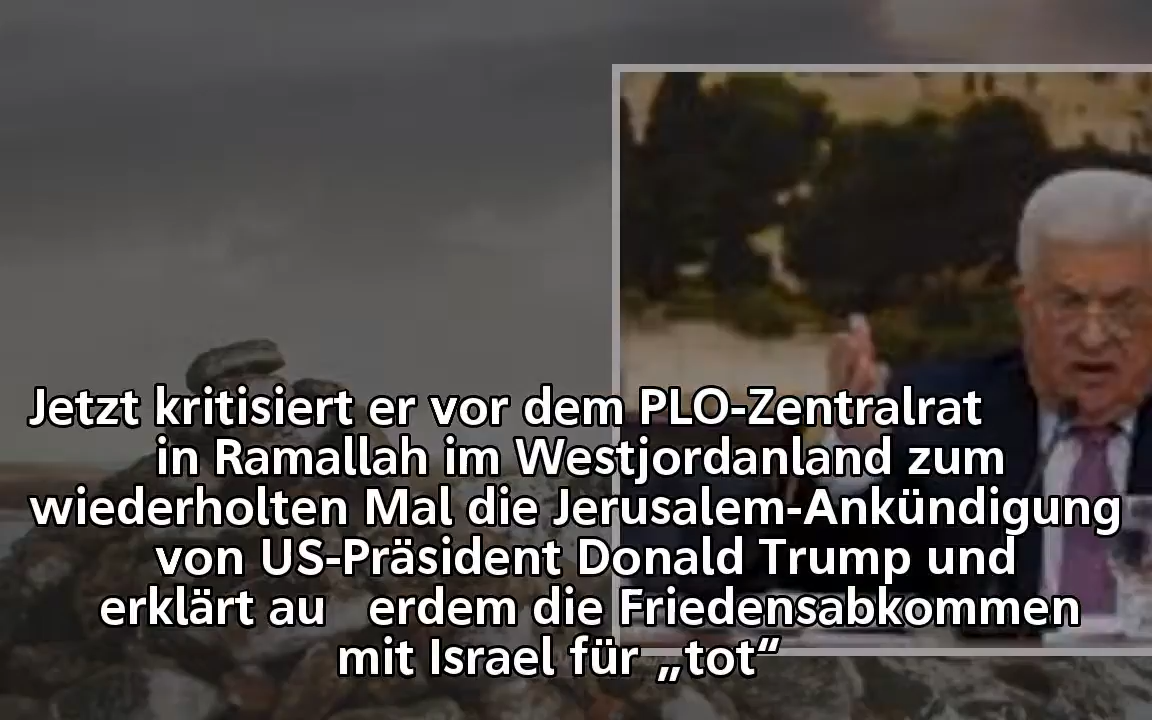 Jetzt kritisiert er vor dem PLO-Zentralrat
in Ramallah im Westjordanland zum
wiederholten Mal die Jerusalem-Ankündigung
von US-Präsident Donald Trump und
erklärt au erdem die Friedensabkommen
mit Israel für „tot“